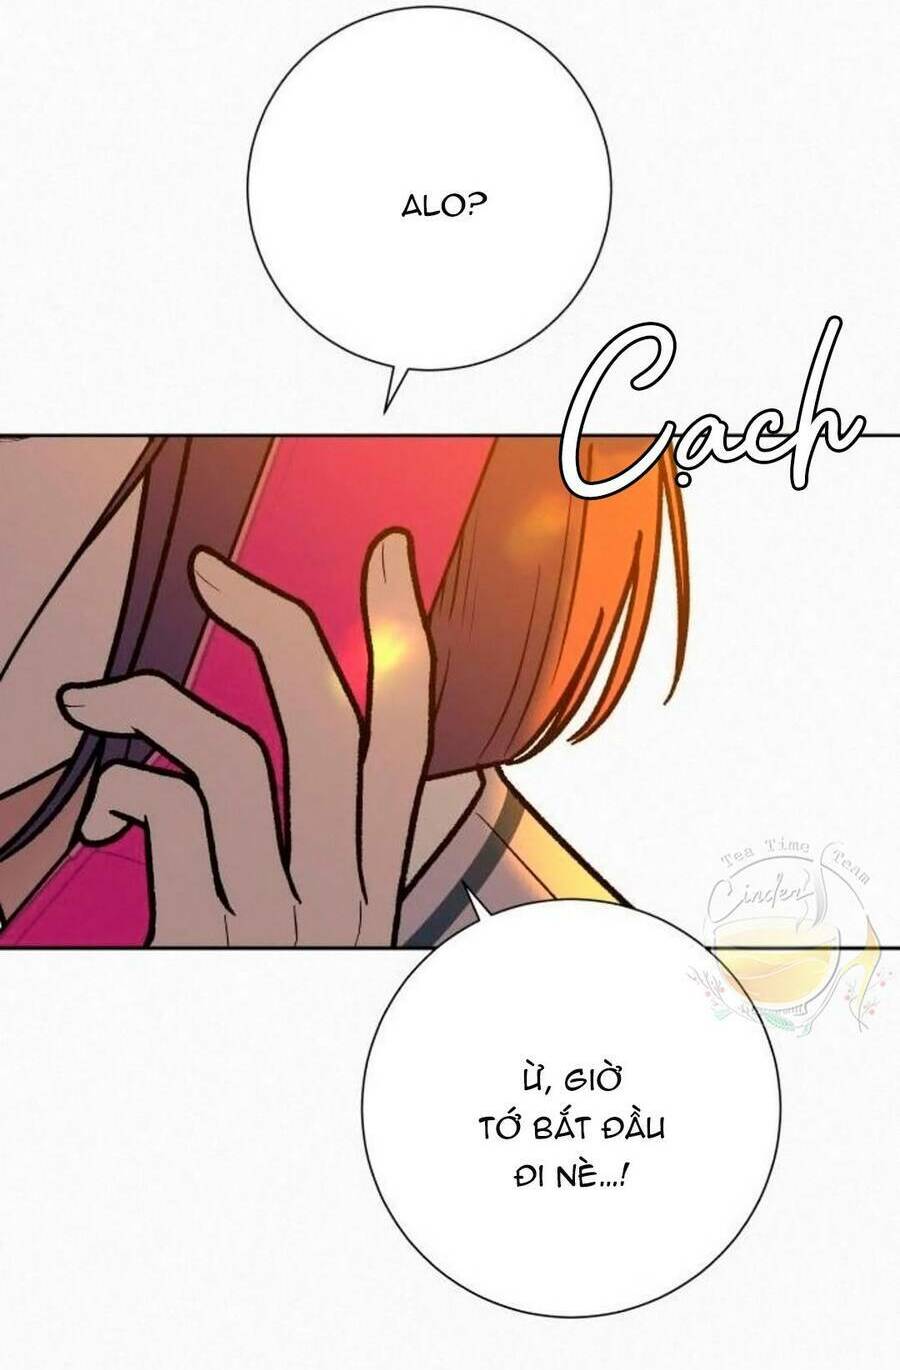 ALO?
Cạch
Tea Time Team
Cinder
Ừ, GIỜ
TỚ BẮT ĐẦU
ĐI NÈ...!